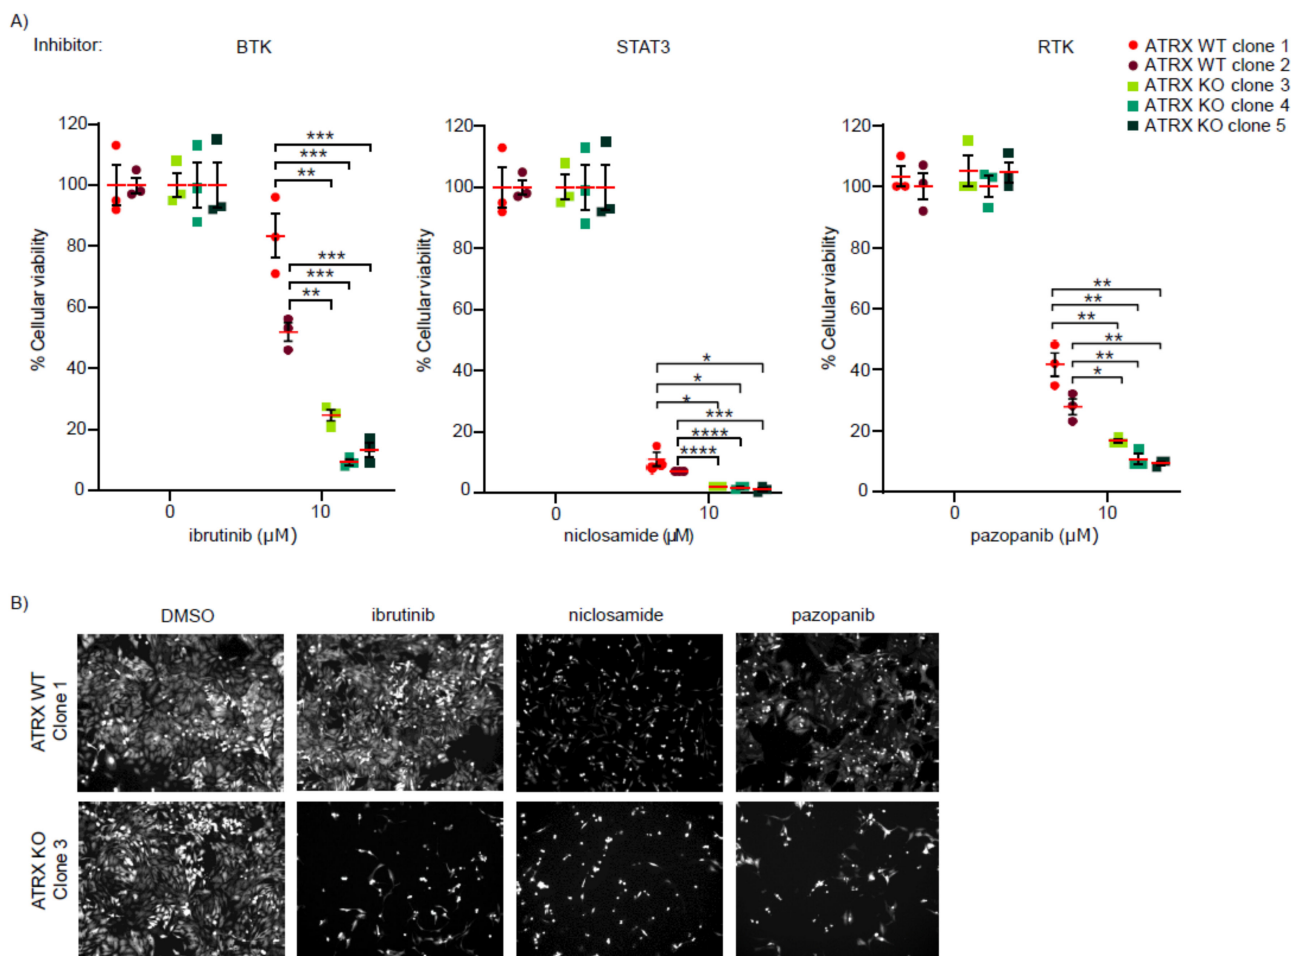 A)
Inhibitor: BTK STAT3 RTK
ATRX WT clone 1
ATRX WT clone 2
ATRX KO clone 3
ATRX KO clone 4
ATRX KO clone 5
% Cellular viability
120
100
80
60
40
20
0
*** 
***
**
***
***
**
0 10
ibrutinib (µM)
% Cellular viability
120
100
80
60
40
20
0
*
*
*
***
****
****
0 10
niclosamide (µM)
% Cellular viability
120
100
80
60
40
20
0
**
**
**
**
**
*
0 10
pazopanib (µM)
B)
DMSO ibrutinib niclosamide pazopanib
ATRX WT
Clone 1
ATRX KO
Clone 3